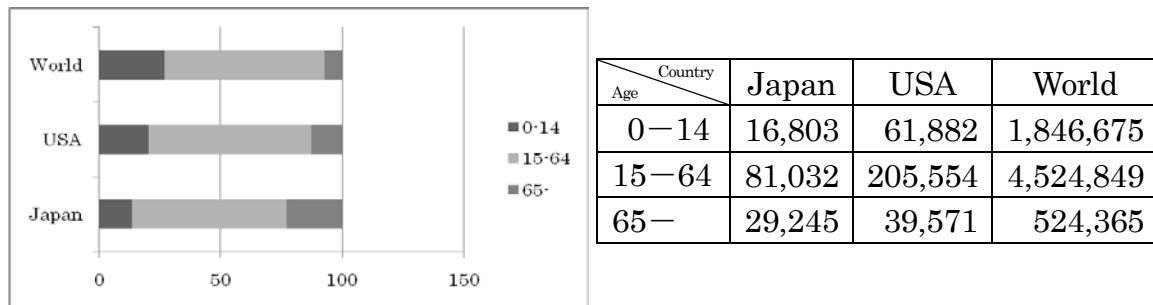 World
USA
Japan
0 50 100 150
0-14
15-64
65-
Country
Age
Japan USA World
0－14 16,803 61,882 1,846,675
15－64 81,032 205,554 4,524,849
65－ 29,245 39,571 524,365